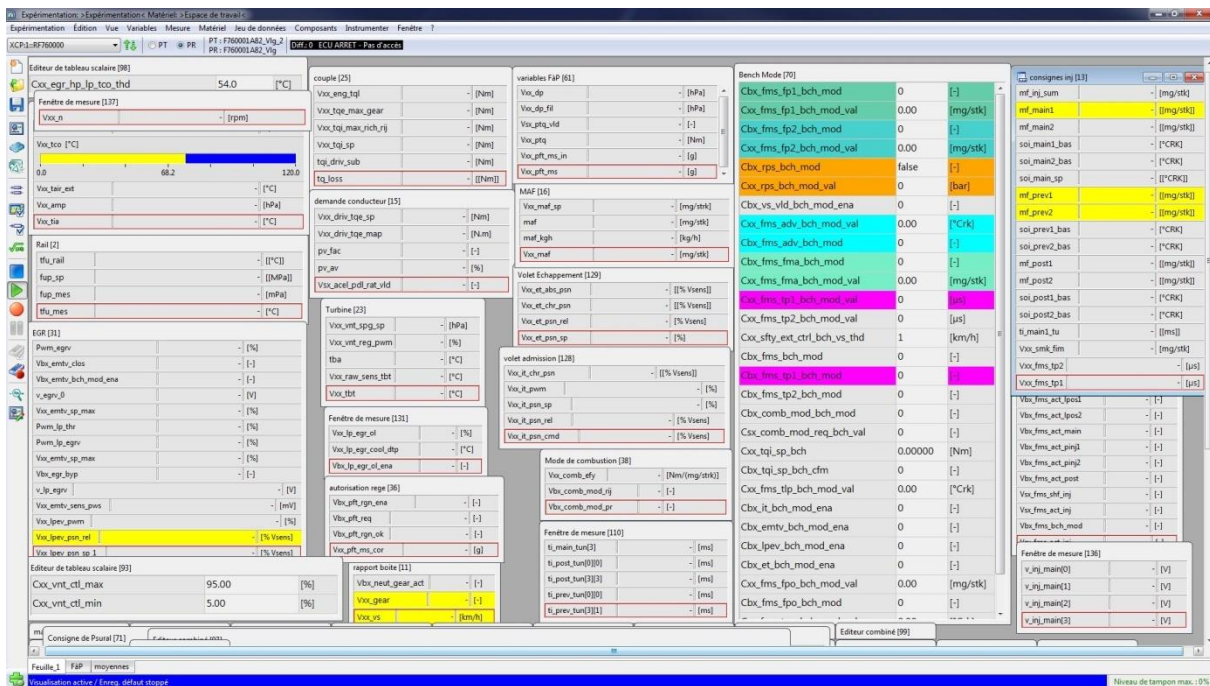 Expérimentation: >Expérimentation< Matériel: >Espace de travail<
Expérimentation Édition Vue Variables Mesure Matériel Jeu de données Composants Instrumenter Fenêtre ?
XCP:1=RF760000
PT PR
PT : F760001A82_Vlg_2
PR : F760001A82_Vlg
Diff.: 0 ECU ARRET - Pas d'accès
Editeur de tableau scalaire [98]
Cxx_egr_hp_lp_tco_thd 54.0 [°C]
Fenêtre de mesure [137]
Vxx_n - [rpm]
Vxx_tco [°C]
0.0 68.2 120.0
Vxx_tair_ext - [°C]
Vxx_amp - [hPa]
Vxx_tia - [°C]
Rail [2]
tfu_rail - [[°C]]
fup_sp - [[MPa]]
fup_mes - [mPa]
tfu_mes - [°C]
EGR [31]
Pwm_egrv - [%]
Vbx_emtv_clos - [-]
Vbx_emtv_bch_mod_ena - [-]
v_egrv_0 - [V]
Vxx_emtv_sp_max - [%]
Pwm_lp_thr - [%]
Pwm_lp_egrv - [%]
Vxx_emtv_sp_max - [%]
Vbx_egr_byp - [-]
v_lp_egrv - [V]
Vxx_emtv_sens_pws - [mV]
Vxx_lpev_pwm - [%]
Vxx_lpev_psn_rel - [% Vsens]
Vxx_lpev_psn_sp_1 - [% Vsens]
Editeur de tableau scalaire [93]
Cxx_vnt_ctl_max 95.00 [%]
Cxx_vnt_ctl_min 5.00 [%]
couple [25]
Vxx_eng_tql - [Nm]
Vxx_tqe_max_gear - [Nm]
Vxx_tqi_max_rich_rij - [Nm]
Vxx_tqi_sp - [Nm]
tqi_driv_sub - [Nm]
tq_loss - [[Nm]]
demande conducteur [15]
Vxx_driv_tqe_sp - [Nm]
Vxx_driv_tqe_map - [N.m]
pv_fac - [-]
pv_av - [%]
Vsx_acel_pdl_rat_vld - [-]
Turbine [23]
Vxx_vnt_spg_sp - [hPa]
Vxx_vnt_reg_pwm - [%]
tba - [°C]
Vxx_raw_sens_tbt - [°C]
Vxx_tbt - [°C]
Fenêtre de mesure [131]
Vxx_lp_egr_ol - [%]
Vxx_lp_egr_cool_dtp - [°C]
Vbx_lp_egr_ol_ena - [-]
autorisation rege [36]
Vbx_pft_rgn_ena - [-]
Vbx_pft_req - [-]
Vbx_pft_rgn_ok - [-]
Vxx_pft_ms_cor - [g]
rapport boite [11]
Vbx_neut_gear_act - [-]
Vxx_gear - [-]
Vxx_vs - [km/h]
variables FàP [61]
Vxx_dp - [hPa]
Vxx_dp_fil - [hPa]
Vsx_ptq_vld - [-]
Vxx_ptq - [Nm]
Vxx_pft_ms_in - [g]
Vxx_pft_ms - [g]
MAF [16]
Vxx_maf_sp - [mg/strk]
maf - [mg/stk]
maf_kgh - [kg/h]
Vxx_maf - [mg/stk]
Volet Echappement [129]
Vxx_et_abs_psn - [[% Vsens]]
Vxx_et_chr_psn - [[% Vsens]]
Vxx_et_psn_rel - [% Vsens]
Vxx_et_psn_sp - [%]
volet admission [128]
Vxx_it_chr_psn - [[% Vsens]]
Vxx_it_pwm - [%]
Vxx_it_psn_sp - [%]
Vxx_it_psn_rel - [% Vsens]
Vxx_it_psn_cmd - [% Vsens]
Mode de combustion [38]
Vxx_comb_efy - [Nm/(mg/strk)]
Vbx_comb_mod_rij - [-]
Vbx_comb_mod_pr - [-]
Fenêtre de mesure [110]
ti_main_tun[3] - [ms]
ti_post_tun[0][0] - [ms]
ti_post_tun[3][3] - [ms]
ti_prev_tun[0][0] - [ms]
ti_prev_tun[3][1] - [ms]
Bench Mode [70]
Cbx_fms_fp1_bch_mod 0 [-]
Cxx_fms_fp1_bch_mod_val 0.00 [mg/stk]
Cbx_fms_fp2_bch_mod 0 [-]
Cxx_fms_fp2_bch_mod_val 0.00 [mg/stk]
Cbx_rps_bch_mod false [-]
Cxx_rps_bch_mod_val 0 [bar]
Cbx_vs_vld_bch_mod_ena 0 [-]
Cxx_fms_adv_bch_mod_val 0.00 [°Crk]
Cbx_fms_adv_bch_mod 0 [-]
Cbx_fms_fma_bch_mod 0 [-]
Cxx_fms_fma_bch_mod_val 0.00 [mg/stk]
Cxx_fms_tp1_bch_mod_val 0 [µs]
Cxx_fms_tp2_bch_mod_val 0 [µs]
Cxx_sfty_ext_ctrl_bch_vs_thd 1 [km/h]
Cbx_fms_bch_mod 0 [-]
Cbx_fms_tp1_bch_mod 0 [-]
Cbx_fms_tp2_bch_mod 0 [-]
Cbx_comb_mod_bch_mod 0 [-]
Csx_comb_mod_req_bch_val 0 [-]
Cxx_tqi_sp_bch 0.00000 [Nm]
Cbx_tqi_sp_bch_cfm 0 [-]
Cxx_fms_tlp_bch_mod_val 0.00 [°Crk]
Cbx_it_bch_mod_ena 0 [-]
Cbx_emtv_bch_mod_ena 0 [-]
Cbx_lpev_bch_mod_ena 0 [-]
Cbx_et_bch_mod_ena 0 [-]
Cxx_fms_fpo_bch_mod_val 0.00 [mg/stk]
Cbx_fms_fpo_bch_mod 0 [-]
consignes inj [13]
mf_inj_sum - [mg/stk]
mf_main1 - [[mg/stk]]
mf_main2 - [[mg/stk]]
soi_main1_bas - [°CRK]
soi_main2_bas - [°CRK]
soi_main_sp - [[°CRK]]
mf_prev1 - [[mg/stk]]
mf_prev2 - [[mg/stk]]
soi_prev1_bas - [°CRK]
soi_prev2_bas - [°CRK]
mf_post1 - [[mg/stk]]
mf_post2 - [[mg/stk]]
soi_post1_bas - [°CRK]
soi_post2_bas - [°CRK]
ti_main1_tu - [[ms]]
Vxx_smk_fim - [mg/stk]
Vxx_fms_tp2 - [µs]
Vxx_fms_tp1 - [µs]
Vbx_fms_act_lpos1 - [-]
Vbx_fms_act_lpos2 - [-]
Vbx_fms_act_main - [-]
Vbx_fms_act_pinj1 - [-]
Vbx_fms_act_pinj2 - [-]
Vbx_fms_act_post - [-]
Vsx_fms_shf_inj - [-]
Vsx_fms_act_inj - [-]
Vbx_fms_bch_mod - [-]
Fenêtre de mesure [136]
v_inj_main[0] - [V]
v_inj_main[1] - [V]
v_inj_main[2] - [V]
v_inj_main[3] - [V]
Consigne de Psural [71]
Editeur combiné [99]
Feuille_1 FàP moyennes
Visualisation active / Enreg. défaut stoppé
Niveau de tampon max. : 0%